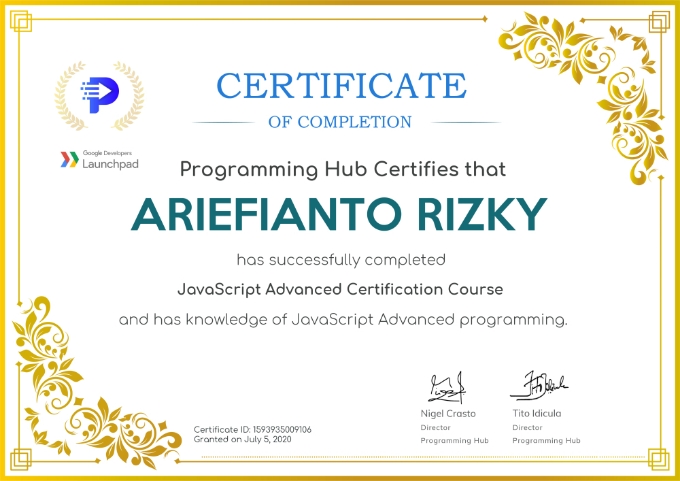 CERTIFICATE
OF COMPLETION
Google Developers
Launchpad
Programming Hub Certifies that
ARIEFIANTO RIZKY
has successfully completed
JavaScript Advanced Certification Course
and has knowledge of JavaScript Advanced programming.
Nigel Crasto
Director
Programming Hub
Tito Idicula
Director
Programming Hub
Certificate ID: 1593935009106
Granted on July 5, 2020